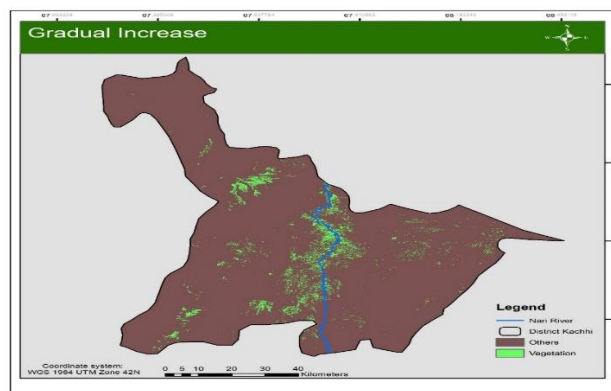 Gradual Increase
N
W E
S
Legend
Nari River
District Kachhi
Others
Vegetation
Coordinate system:
WGS 1984 UTM Zone 42N
0 5 10 20 30 40
Kilometers